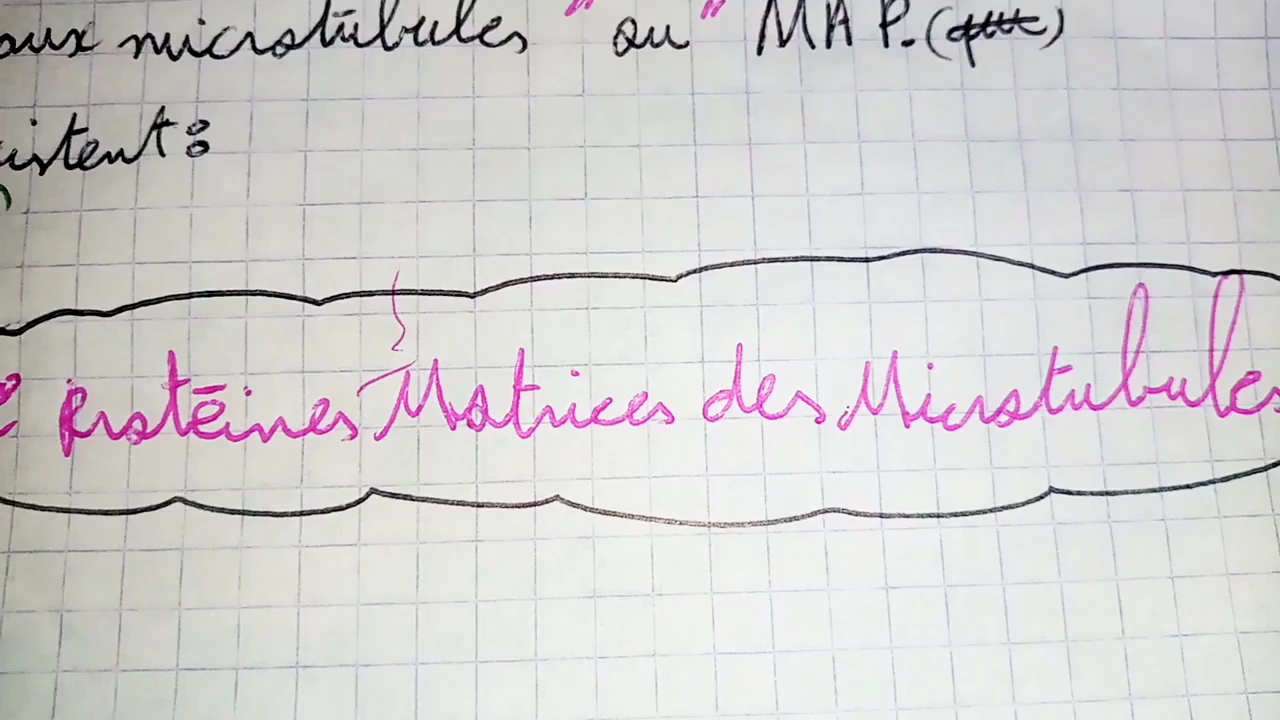 aux microtubules " ou " MAP.
istent :
Protéines Matrices des Microtubules